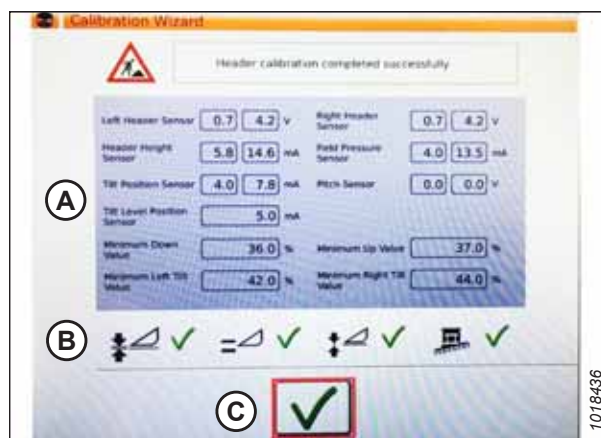 Calibration Wizard
Header calibration completed successfully
Left Header Sensor 0.7 4.2 V Right Header Sensor 0.7 4.2 V
Header Height Sensor 5.8 14.6 mA Field Pressure Sensor 4.0 13.5 mA
Tilt Position Sensor 4.0 7.8 mA Pitch Sensor 0.0 0.0 V
Tilt Level Position Sensor 5.0 mA
Minimum Down Value 36.0 % Minimum Up Value 37.0 %
Minimum Left Tilt Value 42.0 % Minimum Right Tilt Value 44.0 %
A
B
C
1018436